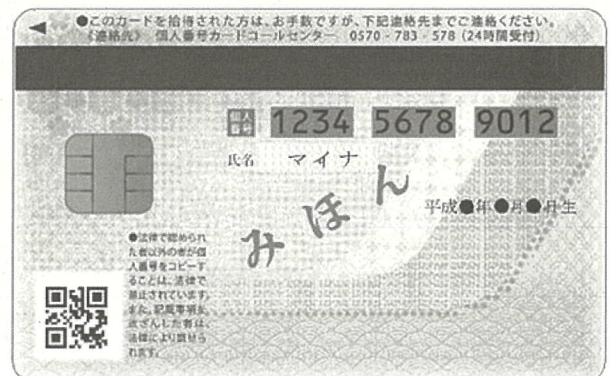 ●このカードを拾得された方は、お手数ですが、下記連絡先までご連絡ください。
《連絡先》 個人番号カードコールセンター 0570-783-578（24時間受付）
個人番号 1234 5678 9012
氏名 マイナ
平成●年●月●日生
みほん
●法律で認められ
た者以外の者が個
人番号をコピーす
ることは、法律で
禁止されています。
また、記載事項を
改ざんした者は、
法律により罰せら
れます。